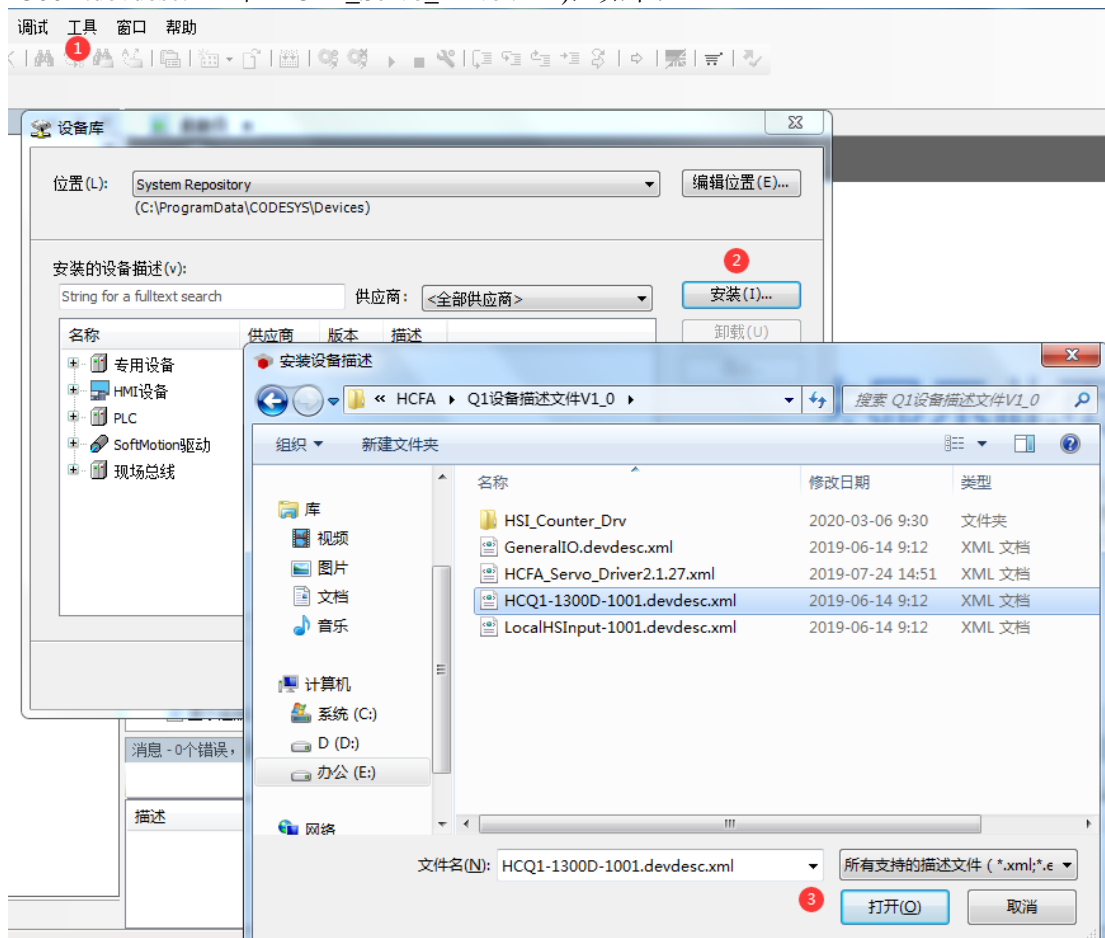 调试 工具 窗口 帮助
1
设备库
位置(L): System Repository 编辑位置(E)...
(C:\ProgramData\CODESYS\Devices)
安装的设备描述(v):
2
String for a fulltext search 供应商: <全部供应商> 安装(I)...
名称 供应商 版本 描述 卸载(U)
专用设备
HMI设备
PLC
SoftMotion驱动
现场总线
安装设备描述
« HCFA Q1设备描述文件V1_0 搜索 Q1设备描述文件V1_0
组织 新建文件夹
名称 修改日期 类型
库
视频
图片
文档
音乐
计算机
系统 (C:)
D (D:)
办公 (E:)
网络
HSI_Counter_Drv 2020-03-06 9:30 文件夹
GeneralIO.devdesc.xml 2019-06-14 9:12 XML 文档
HCFA_Servo_Driver2.1.27.xml 2019-07-24 14:51 XML 文档
HCQ1-1300D-1001.devdesc.xml 2019-06-14 9:12 XML 文档
LocalHSInput-1001.devdesc.xml 2019-06-14 9:12 XML 文档
消息 - 0个错误,
描述
文件名(N): HCQ1-1300D-1001.devdesc.xml 所有支持的描述文件 ( *.xml;*.e
3
打开(O) 取消